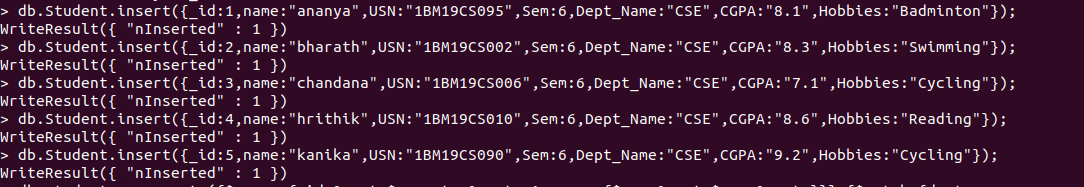 > db.Student.insert({_id:1,name:"ananya",USN:"1BM19CS095",Sem:6,Dept_Name:"CSE",CGPA:"8.1",Hobbies:"Badminton"});
WriteResult({ "nInserted" : 1 })
> db.Student.insert({_id:2,name:"bharath",USN:"1BM19CS002",Sem:6,Dept_Name:"CSE",CGPA:"8.3",Hobbies:"Swimming"});
WriteResult({ "nInserted" : 1 })
> db.Student.insert({_id:3,name:"chandana",USN:"1BM19CS006",Sem:6,Dept_Name:"CSE",CGPA:"7.1",Hobbies:"Cycling"});
WriteResult({ "nInserted" : 1 })
> db.Student.insert({_id:4,name:"hrithik",USN:"1BM19CS010",Sem:6,Dept_Name:"CSE",CGPA:"8.6",Hobbies:"Reading"});
WriteResult({ "nInserted" : 1 })
> db.Student.insert({_id:5,name:"kanika",USN:"1BM19CS090",Sem:6,Dept_Name:"CSE",CGPA:"9.2",Hobbies:"Cycling"});
WriteResult({ "nInserted" : 1 })